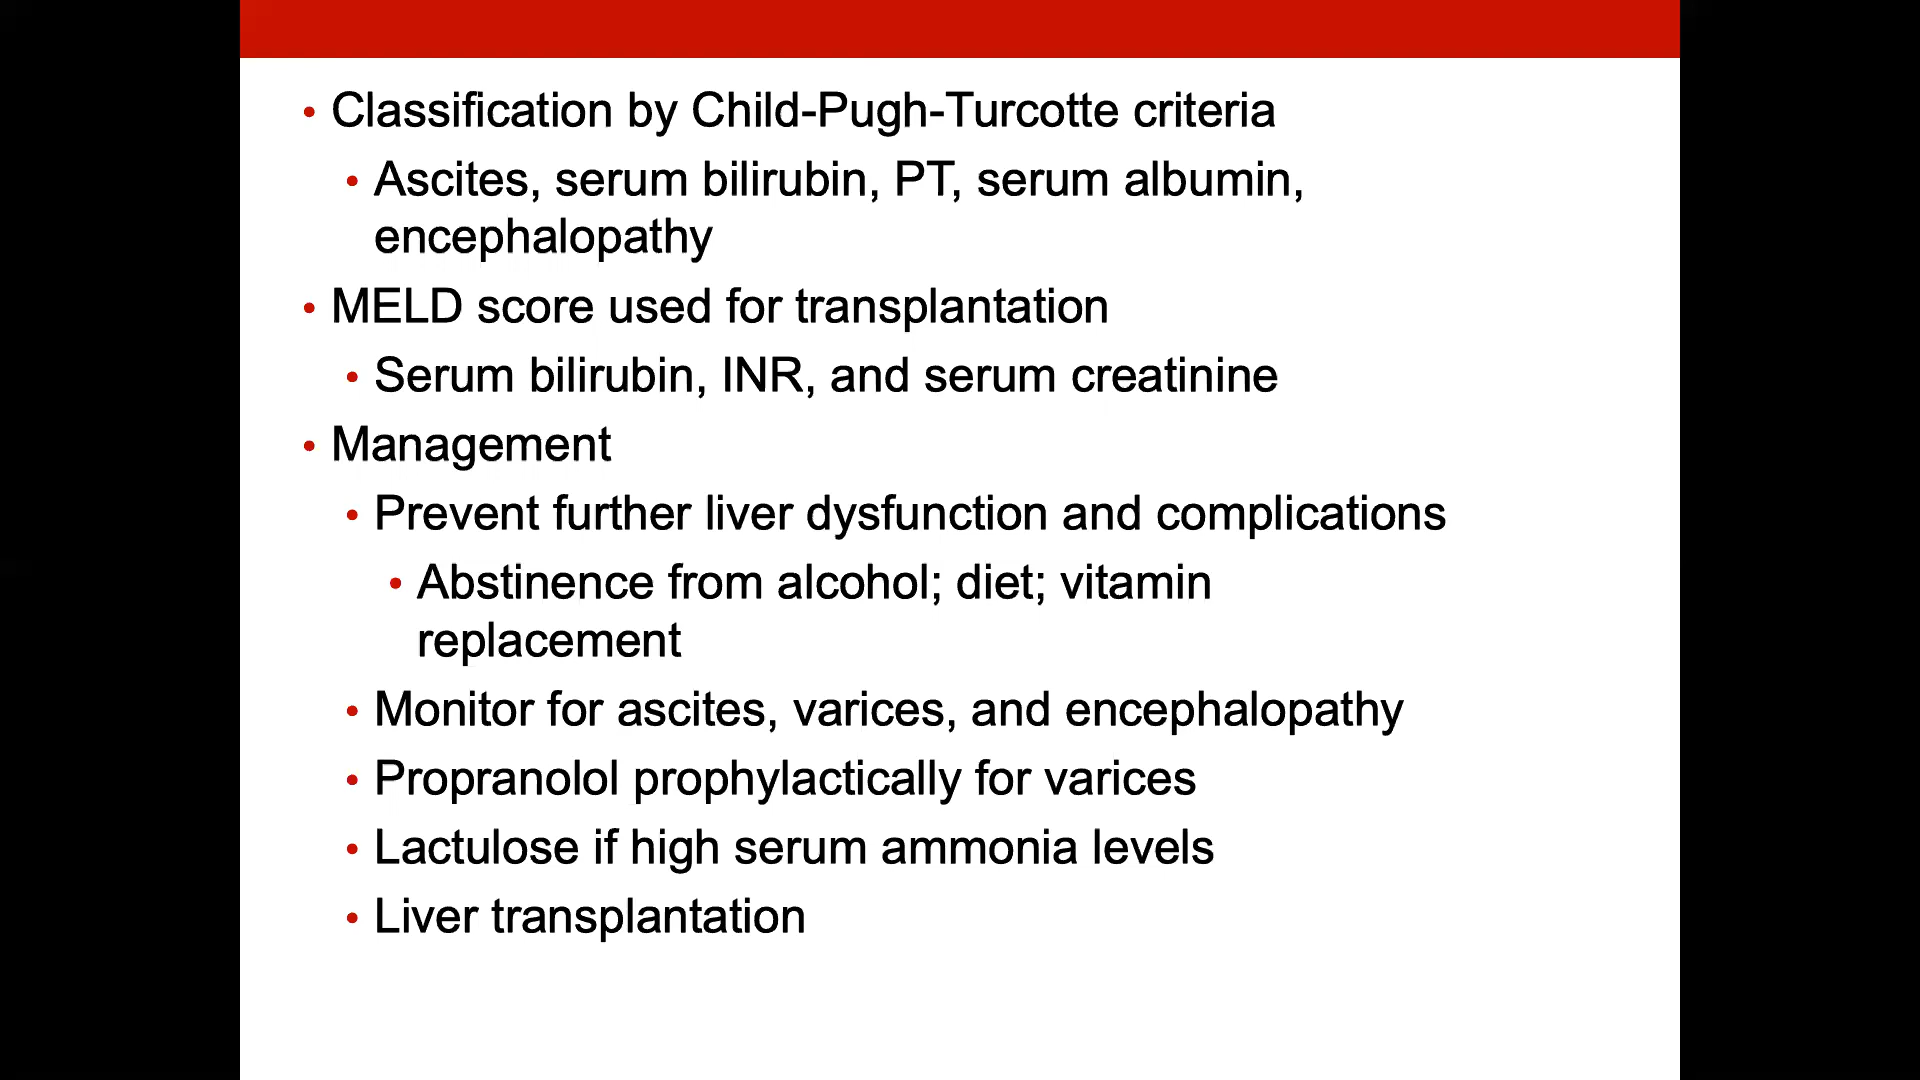 • Classification by Child-Pugh-Turcotte criteria
• Ascites, serum bilirubin, PT, serum albumin,
encephalopathy
• MELD score used for transplantation
• Serum bilirubin, INR, and serum creatinine
• Management
• Prevent further liver dysfunction and complications
• Abstinence from alcohol; diet; vitamin
replacement
• Monitor for ascites, varices, and encephalopathy
• Propranolol prophylactically for varices
• Lactulose if high serum ammonia levels
• Liver transplantation